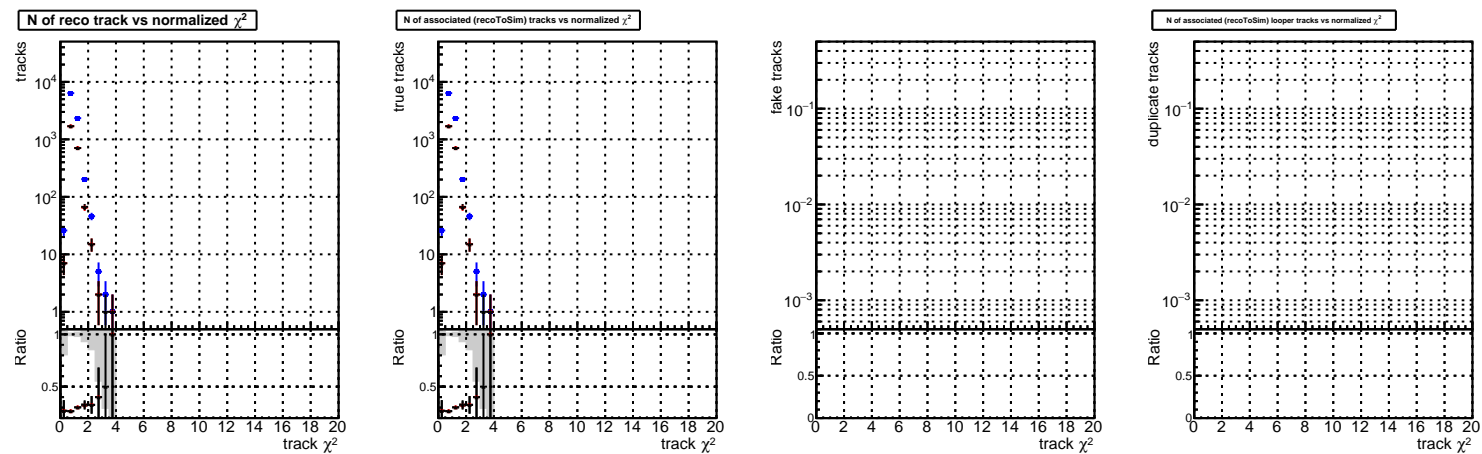 N of reco track vs normalized χ²
tracks
10⁴
10³
10²
10
1
Ratio
1
0.5
0 2 4 6 8 10 12 14 16 18 20
track χ²
N of associated (recoToSim) tracks vs normalized χ²
true tracks
10⁴
10³
10²
10
1
Ratio
1
0.5
0 2 4 6 8 10 12 14 16 18 20
track χ²
fake tracks
10⁻¹
10⁻²
10⁻³
Ratio
1
0.5
0
0 2 4 6 8 10 12 14 16 18 20
track χ²
N of associated (recoToSim) looper tracks vs normalized χ²
duplicate tracks
10⁻¹
10⁻²
10⁻³
Ratio
1
0.5
0
0 2 4 6 8 10 12 14 16 18 20
track χ²